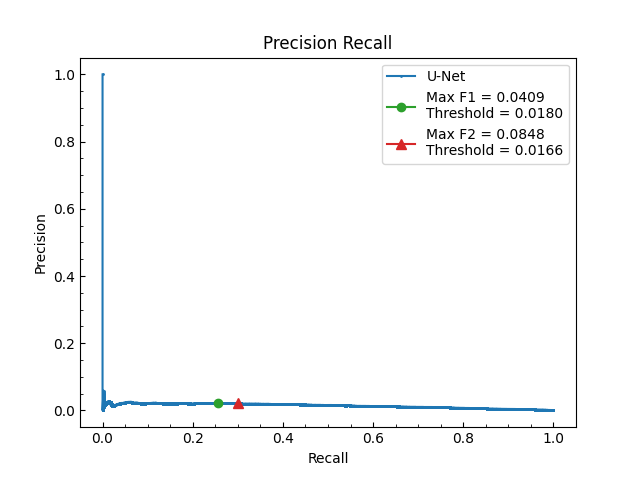 Precision Recall
1.0
0.8
0.6
0.4
0.2
0.0
Precision
U-Net
Max F1 = 0.0409
Threshold = 0.0180
Max F2 = 0.0848
Threshold = 0.0166
0.0
0.2
0.4
0.6
0.8
1.0
Recall